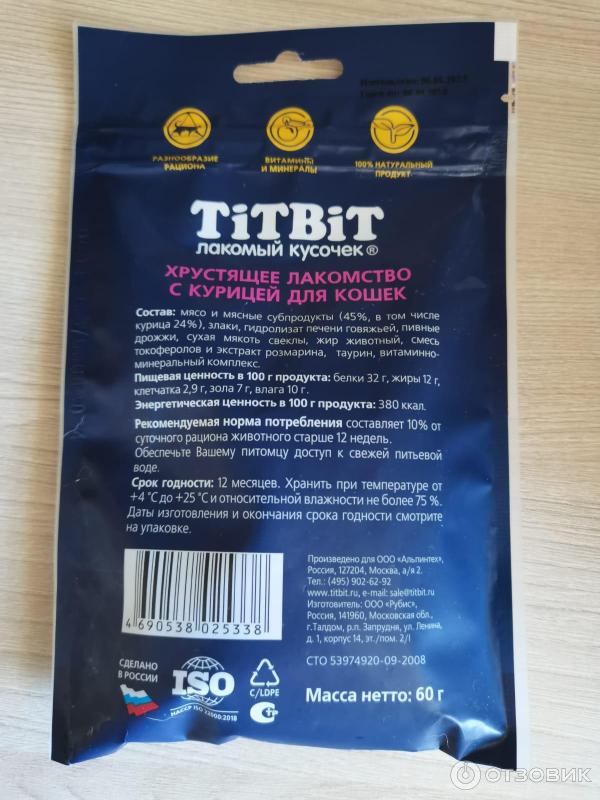 РАЗНООБРАЗИЕ
РАЦИОНА
ВИТАМИНЫ
И МИНЕРАЛЫ
100% НАТУРАЛЬНЫЙ
ПРОДУКТ
TiTBiT
лакомый кусочек®
ХРУСТЯЩЕЕ ЛАКОМСТВО
С КУРИЦЕЙ ДЛЯ КОШЕК
Состав: мясо и мясные субпродукты (45%, в том числе
курица 24%), злаки, гидролизат печени говяжьей, пивные
дрожжи, сухая мякоть свеклы, жир животный, смесь
токоферолов и экстракт розмарина, таурин, витаминно-
минеральный комплекс.
Пищевая ценность в 100 г продукта: белки 32 г, жиры 12 г,
клетчатка 2,9 г, зола 7 г, влага 10 г.
Энергетическая ценность в 100 г продукта: 380 ккал.
Рекомендуемая норма потребления составляет 10% от
суточного рациона животного старше 12 недель.
Обеспечьте Вашему питомцу доступ к свежей питьевой
воде.
Срок годности: 12 месяцев. Хранить при температуре от
+4 °С до +25 °С и относительной влажности не более 75 %.
Даты изготовления и окончания срока годности смотрите
на упаковке.
4 690538 025338
Произведено для ООО «Альпинтех»,
Россия, 127204, Москва, а/я 2.
Тел.: (495) 902-62-92
www.titbit.ru, e-mail: sale@titbit.ru
Изготовитель: ООО «Рубис»,
Россия, 141960, Московская обл.,
г.Талдом, р.п. Запрудня, ул. Ленина,
д. 1, корпус 14, эт./пом. 2/I
СТО 53974920-09-2008
СДЕЛАНО
В РОССИИ
ISO
HACCP ISO 22000:2018
C/LDPE
Масса нетто: 60 г
ОТЗОВИК